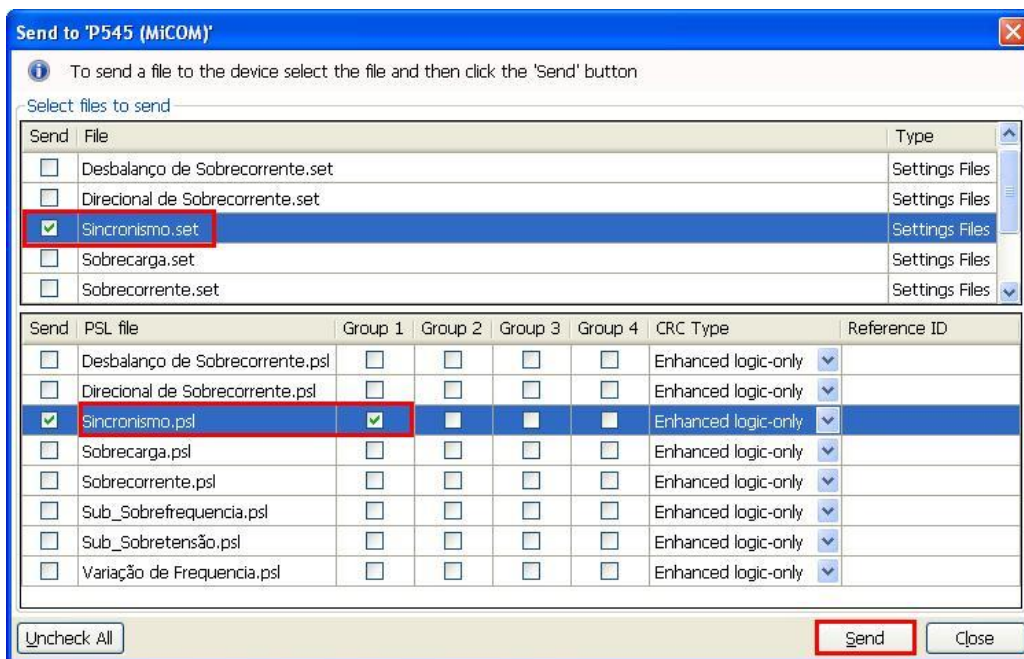 Send to 'P545 (MiCOM)'
To send a file to the device select the file and then click the 'Send' button
Select files to send
Send File Type
Desbalanço de Sobrecorrente.set Settings Files
Direcional de Sobrecorrente.set Settings Files
Sincronismo.set Settings Files
Sobrecarga.set Settings Files
Sobrecorrente.set Settings Files
Send PSL file Group 1 Group 2 Group 3 Group 4 CRC Type Reference ID
Desbalanço de Sobrecorrente.psl Enhanced logic-only
Direcional de Sobrecorrente.psl Enhanced logic-only
Sincronismo.psl Enhanced logic-only
Sobrecarga.psl Enhanced logic-only
Sobrecorrente.psl Enhanced logic-only
Sub_Sobrefrequencia.psl Enhanced logic-only
Sub_Sobretensão.psl Enhanced logic-only
Variação de Frequencia.psl Enhanced logic-only
Uncheck All Send Close